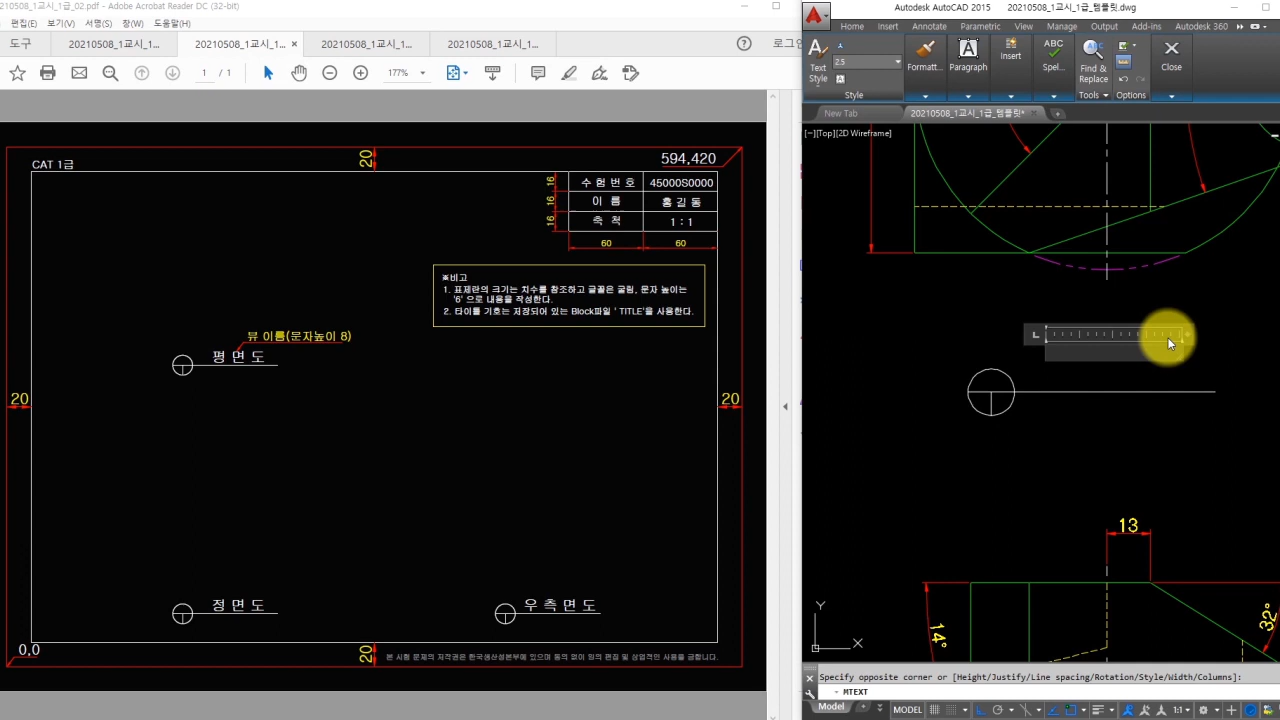 210508_1교시_1급_02.pdf - Adobe Acrobat Reader DC (32-bit)
편집(E) 보기(V) 서명(S) 창(W) 도움말(H)
도구 20210508_1교시_1급_... 20210508_1교시_1급_... × 20210508_1교시_1급_... 20210508_1교시_1급_... 로그인
1 / 1 177%
594,420
20
CAT 1급
수 험 번 호 45000S0000
이 름 홍 길 동
축 척 1 : 1
16
16
16
60 60
※비고
1. 표제란의 크기는 치수를 참조하고 글꼴은 굴림, 문자 높이는
'6' 으로 내용을 작성한다.
2. 타이틀 기호는 저장되어 있는 Block파일 ' TITLE'을 사용한다.
뷰 이름(문자높이 8)
평 면 도
20 20
정 면 도 우 측 면 도
0,0
20
본 시험 문제의 저작권은 한국생산성본부에 있으며 동의 없이 임의 편집 및 상업적인 사용을 금합니다.
Autodesk AutoCAD 2015 20210508_1교시_1급_템플릿.dwg
Home Insert Annotate Parametric View Manage Output Add-ins Autodesk 360
Text Style
2.5
Style
Formatt...
Paragraph
Insert
ABC
Spel...
Find & Replace
Tools
Options
Close
New Tab 20210508_1교시_1급_템플릿*
[−][Top][2D Wireframe]
13
14°
32°
Y
X
Specify opposite corner or [Height/Justify/Line spacing/Rotation/Style/Width/Columns]:
- MTEXT
Model + MODEL 1:1